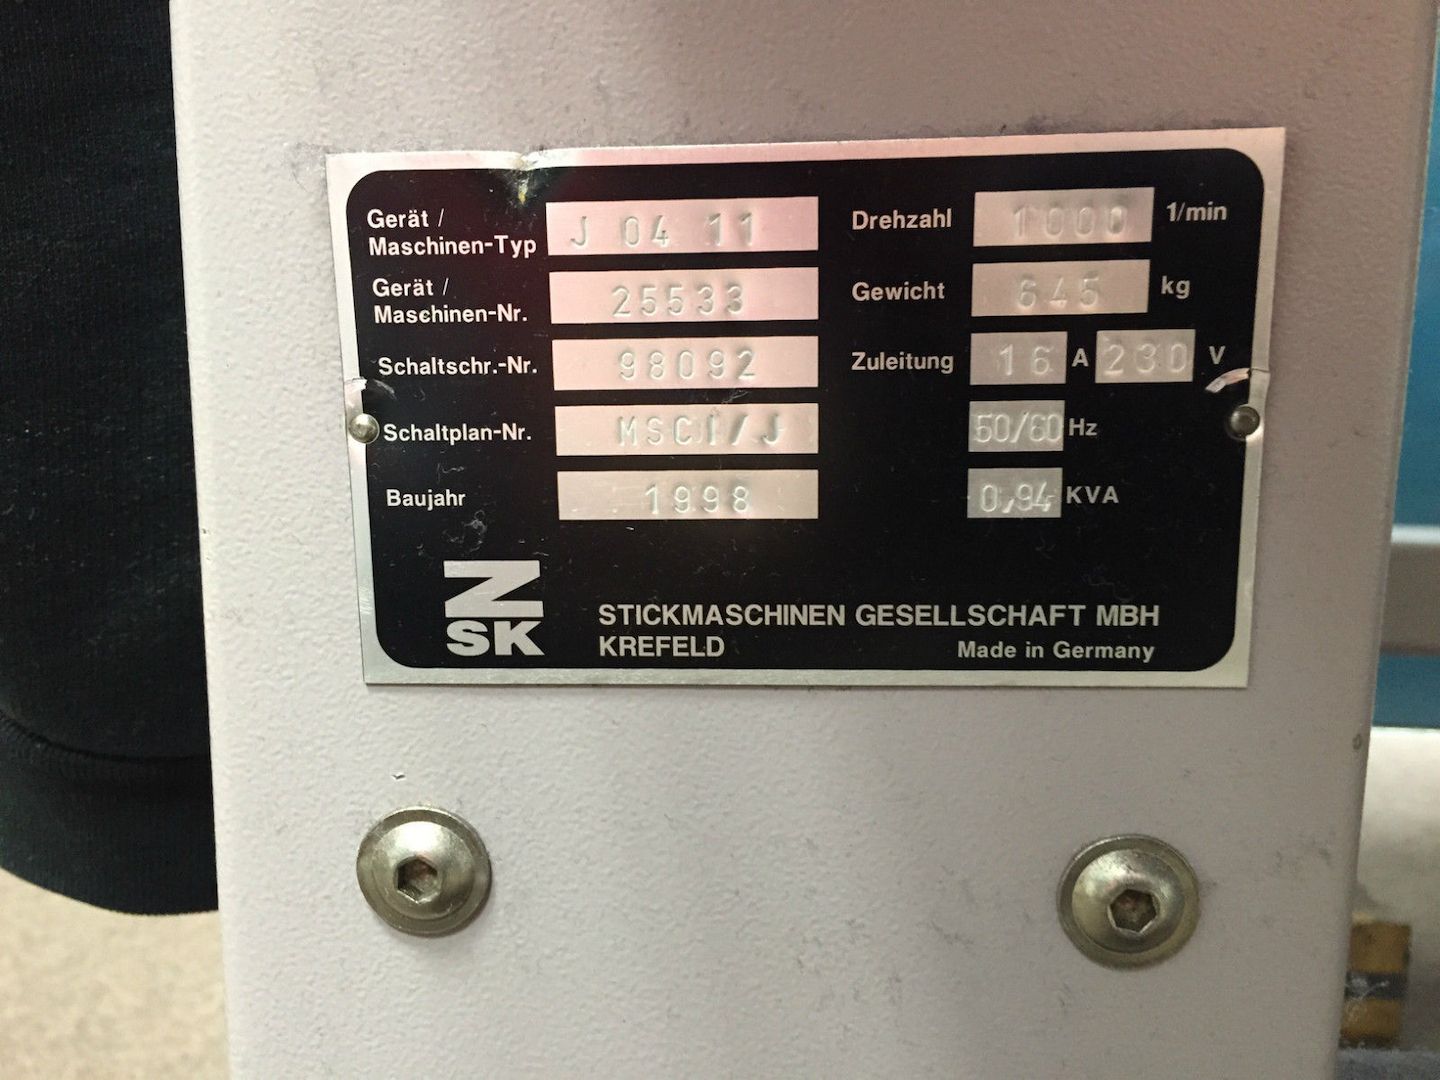 Gerät /
Maschinen-Typ J 04 11
Drehzahl 1000 1/min
Gerät /
Maschinen-Nr. 25533
Gewicht 645 kg
Schaltschr.-Nr. 98092
Zuleitung 16 A 230 V
Schaltplan-Nr. MSCI/J
50/60 Hz
Baujahr 1998
0,94 KVA
ZSK
STICKMASCHINEN GESELLSCHAFT MBH
KREFELD
Made in Germany